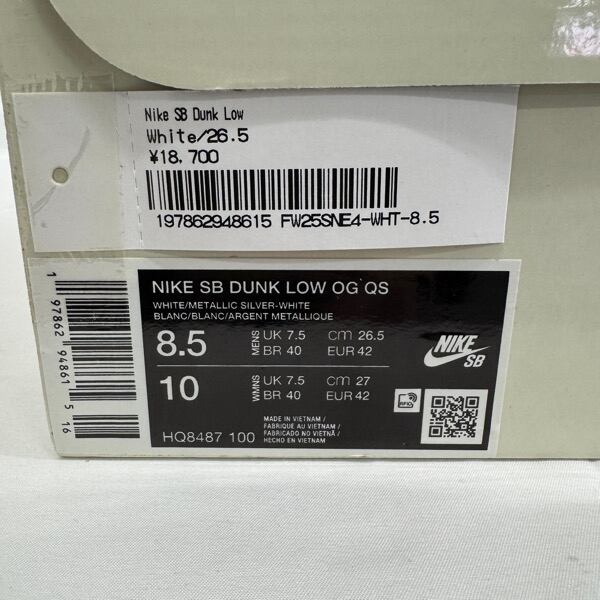 Nike SB Dunk Low
White/26.5
¥18,700
197862948615 FW25SNE4-WHT-8.5
NIKE SB DUNK LOW OG QS
WHITE/METALLIC SILVER-WHITE
BLANC/BLANC/ARGENT METALLIQUE
8.5 MENS UK 7.5 cm 26.5
BR 40 EUR 42
10 WMNS UK 7.5 cm 27
BR 40 EUR 42
NIKE
SB
HQ8487 100
MADE IN VIETNAM /
FABRIQUÉ AU VIETNAM /
FABRICADO NO VIETNÃ /
HECHO EN VIETNAM
RFID
1 97862 94861 5 16